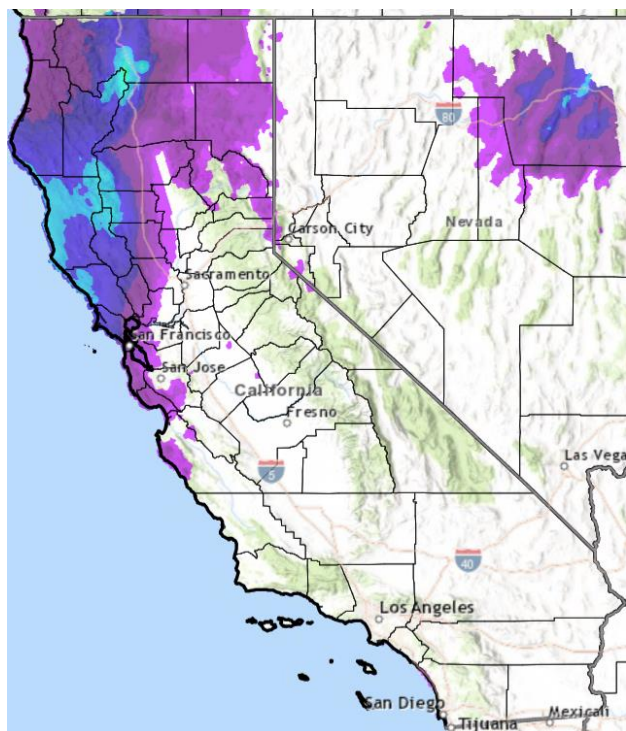 80
Nevada
Carson City
Sacramento
San Francisco
San Jose
California
Fresno
Las Vega
5
40
Los Angeles
San Diego
Mexicali
Tijuana